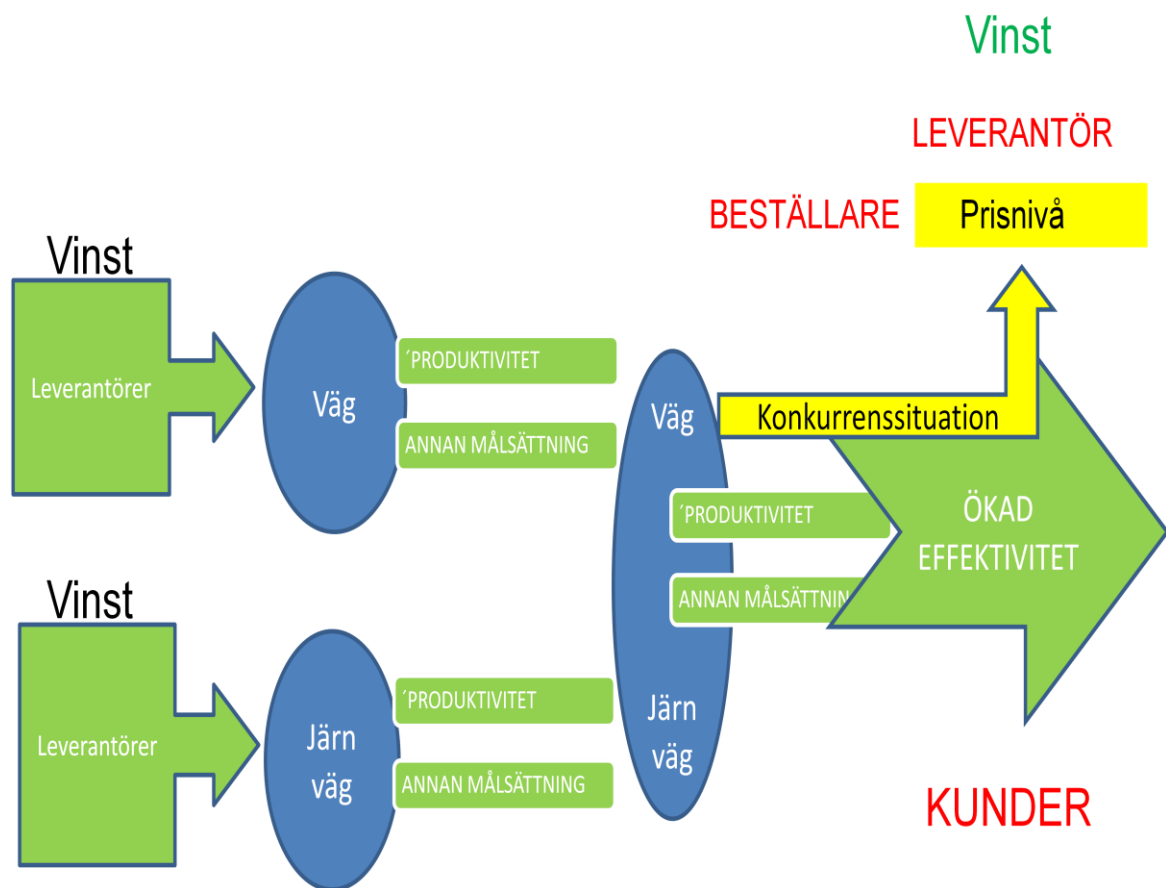 Vinst
LEVERANTÖR
BESTÄLLARE
Prisnivå
Vinst
Leverantörer
Väg
´PRODUKTIVITET
ANNAN MÅLSÄTTNING
Väg
Konkurrenssituation
´PRODUKTIVITET
ANNAN MÅLSÄTTNIN
ÖKAD
EFFEKTIVITET
Vinst
Leverantörer
Järn
väg
´PRODUKTIVITET
ANNAN MÅLSÄTTNING
Järn
väg
KUNDER